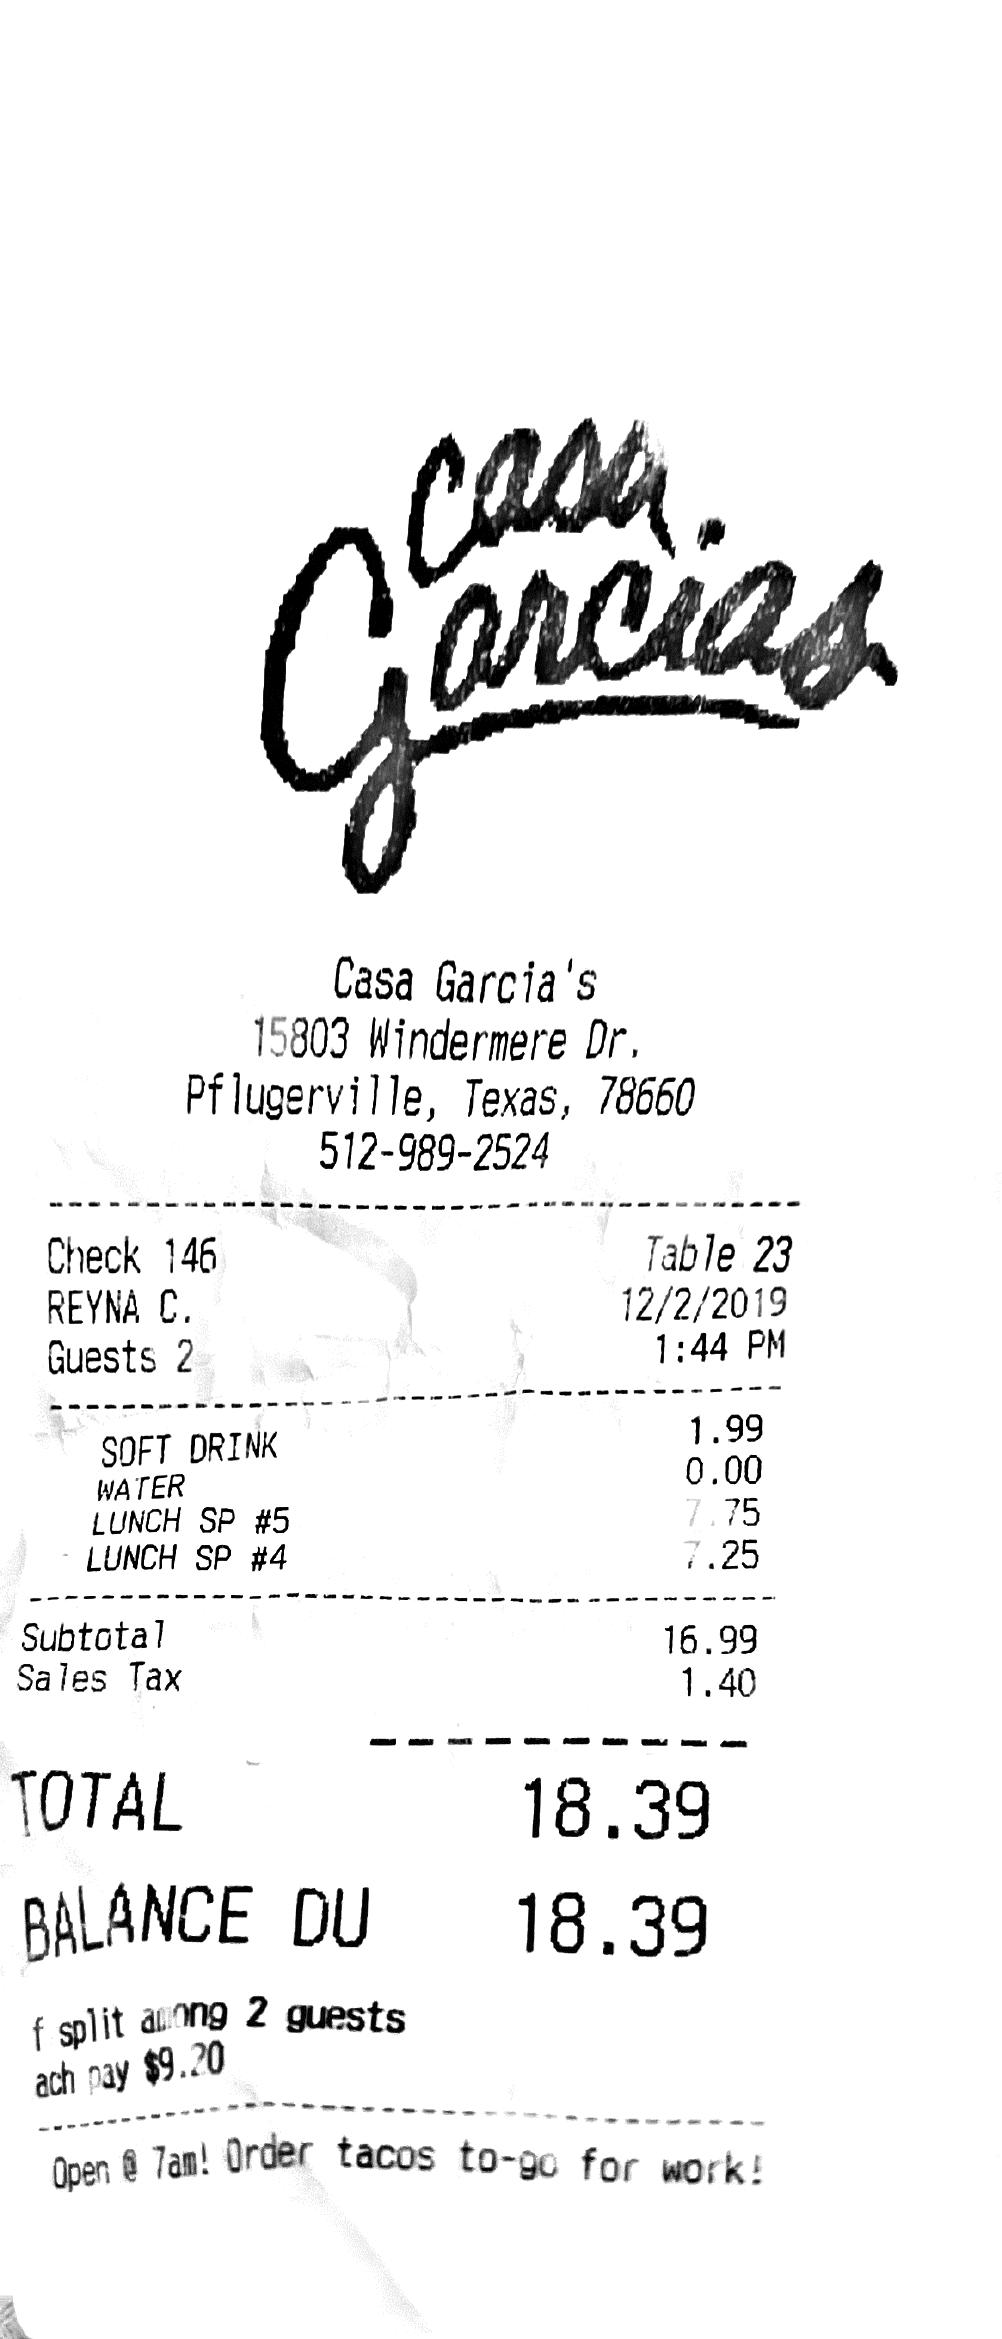 casa
Garcias
Casa Garcia's
15803 Windermere Dr.
Pflugerville, Texas, 78660
512-989-2524
Check 146 Table 23
REYNA C. 12/2/2019
Guests 2 1:44 PM
SOFT DRINK 1.99
WATER 0.00
LUNCH SP #5 7.75
LUNCH SP #4 7.25
Subtotal 16.99
Sales Tax 1.40
TOTAL 18.39
BALANCE DU 18.39
f split among 2 guests
ach pay $9.20
Open @ 7am! Order tacos to-go for work!